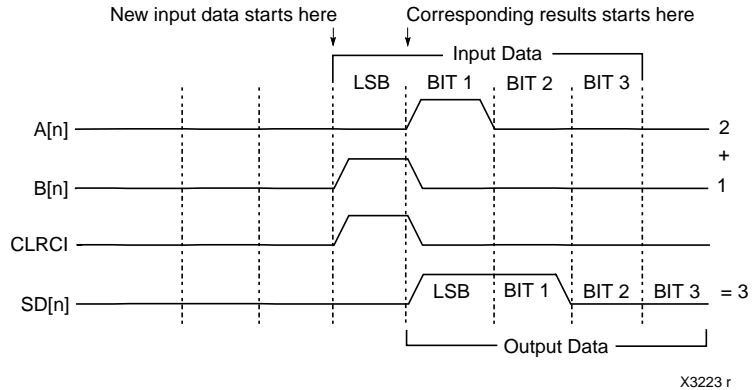 New input data starts here Corresponding results starts here
Input Data
LSB BIT 1 BIT 2 BIT 3
A[n] 2
+
B[n] 1
CLRCI
SD[n] LSB BIT 1 BIT 2 BIT 3 = 3
Output Data
X3223 r